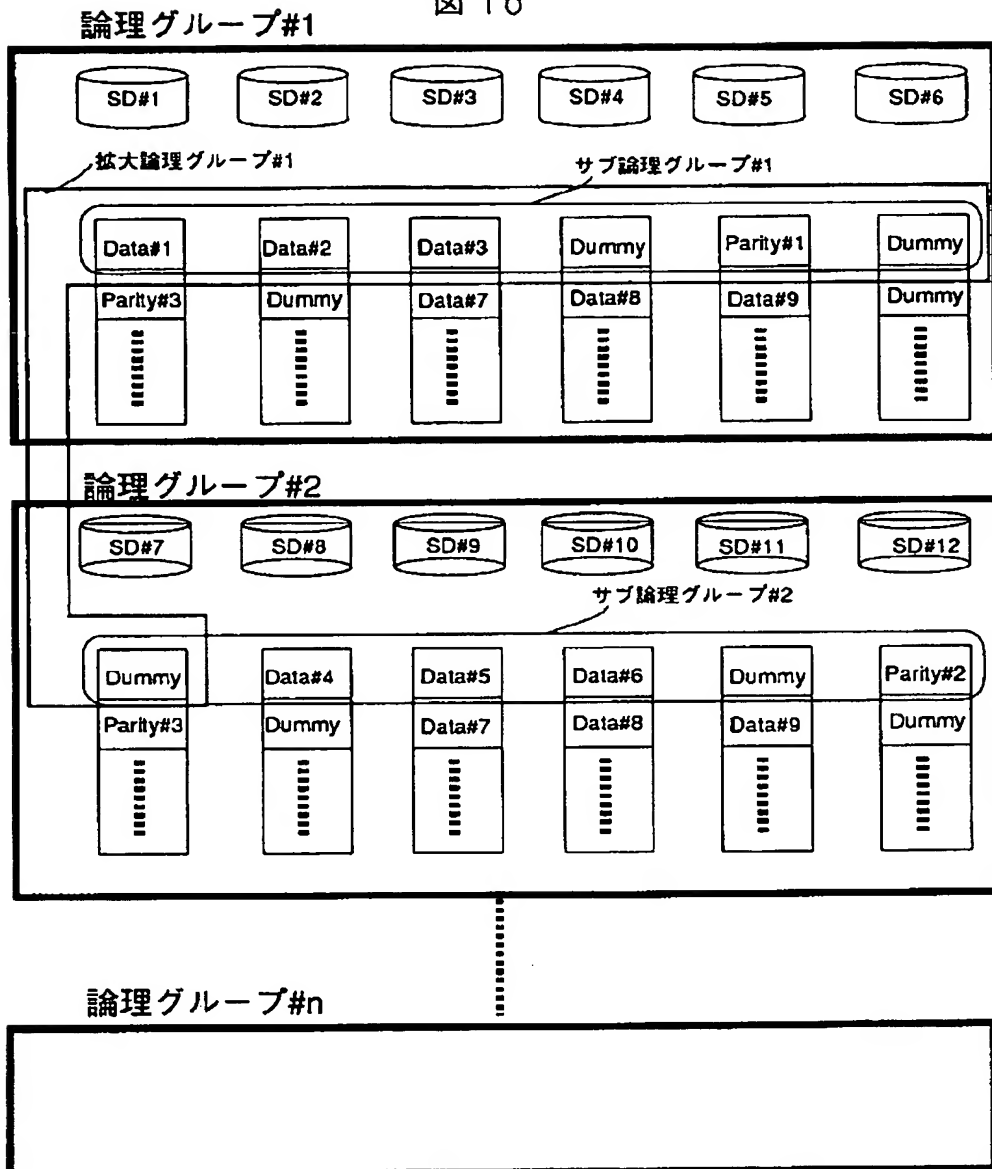 図 16
論理グループ#1
SD#1 SD#2 SD#3 SD#4 SD#5 SD#6
拡大論理グループ#1 サブ論理グループ#1
Data#1 Data#2 Data#3 Dummy Parity#1 Dummy
Parity#3 Dummy Data#7 Data#8 Data#9 Dummy
論理グループ#2
SD#7 SD#8 SD#9 SD#10 SD#11 SD#12
サブ論理グループ#2
Dummy Data#4 Data#5 Data#6 Dummy Parity#2
Parity#3 Dummy Data#7 Data#8 Data#9 Dummy
論理グループ#n